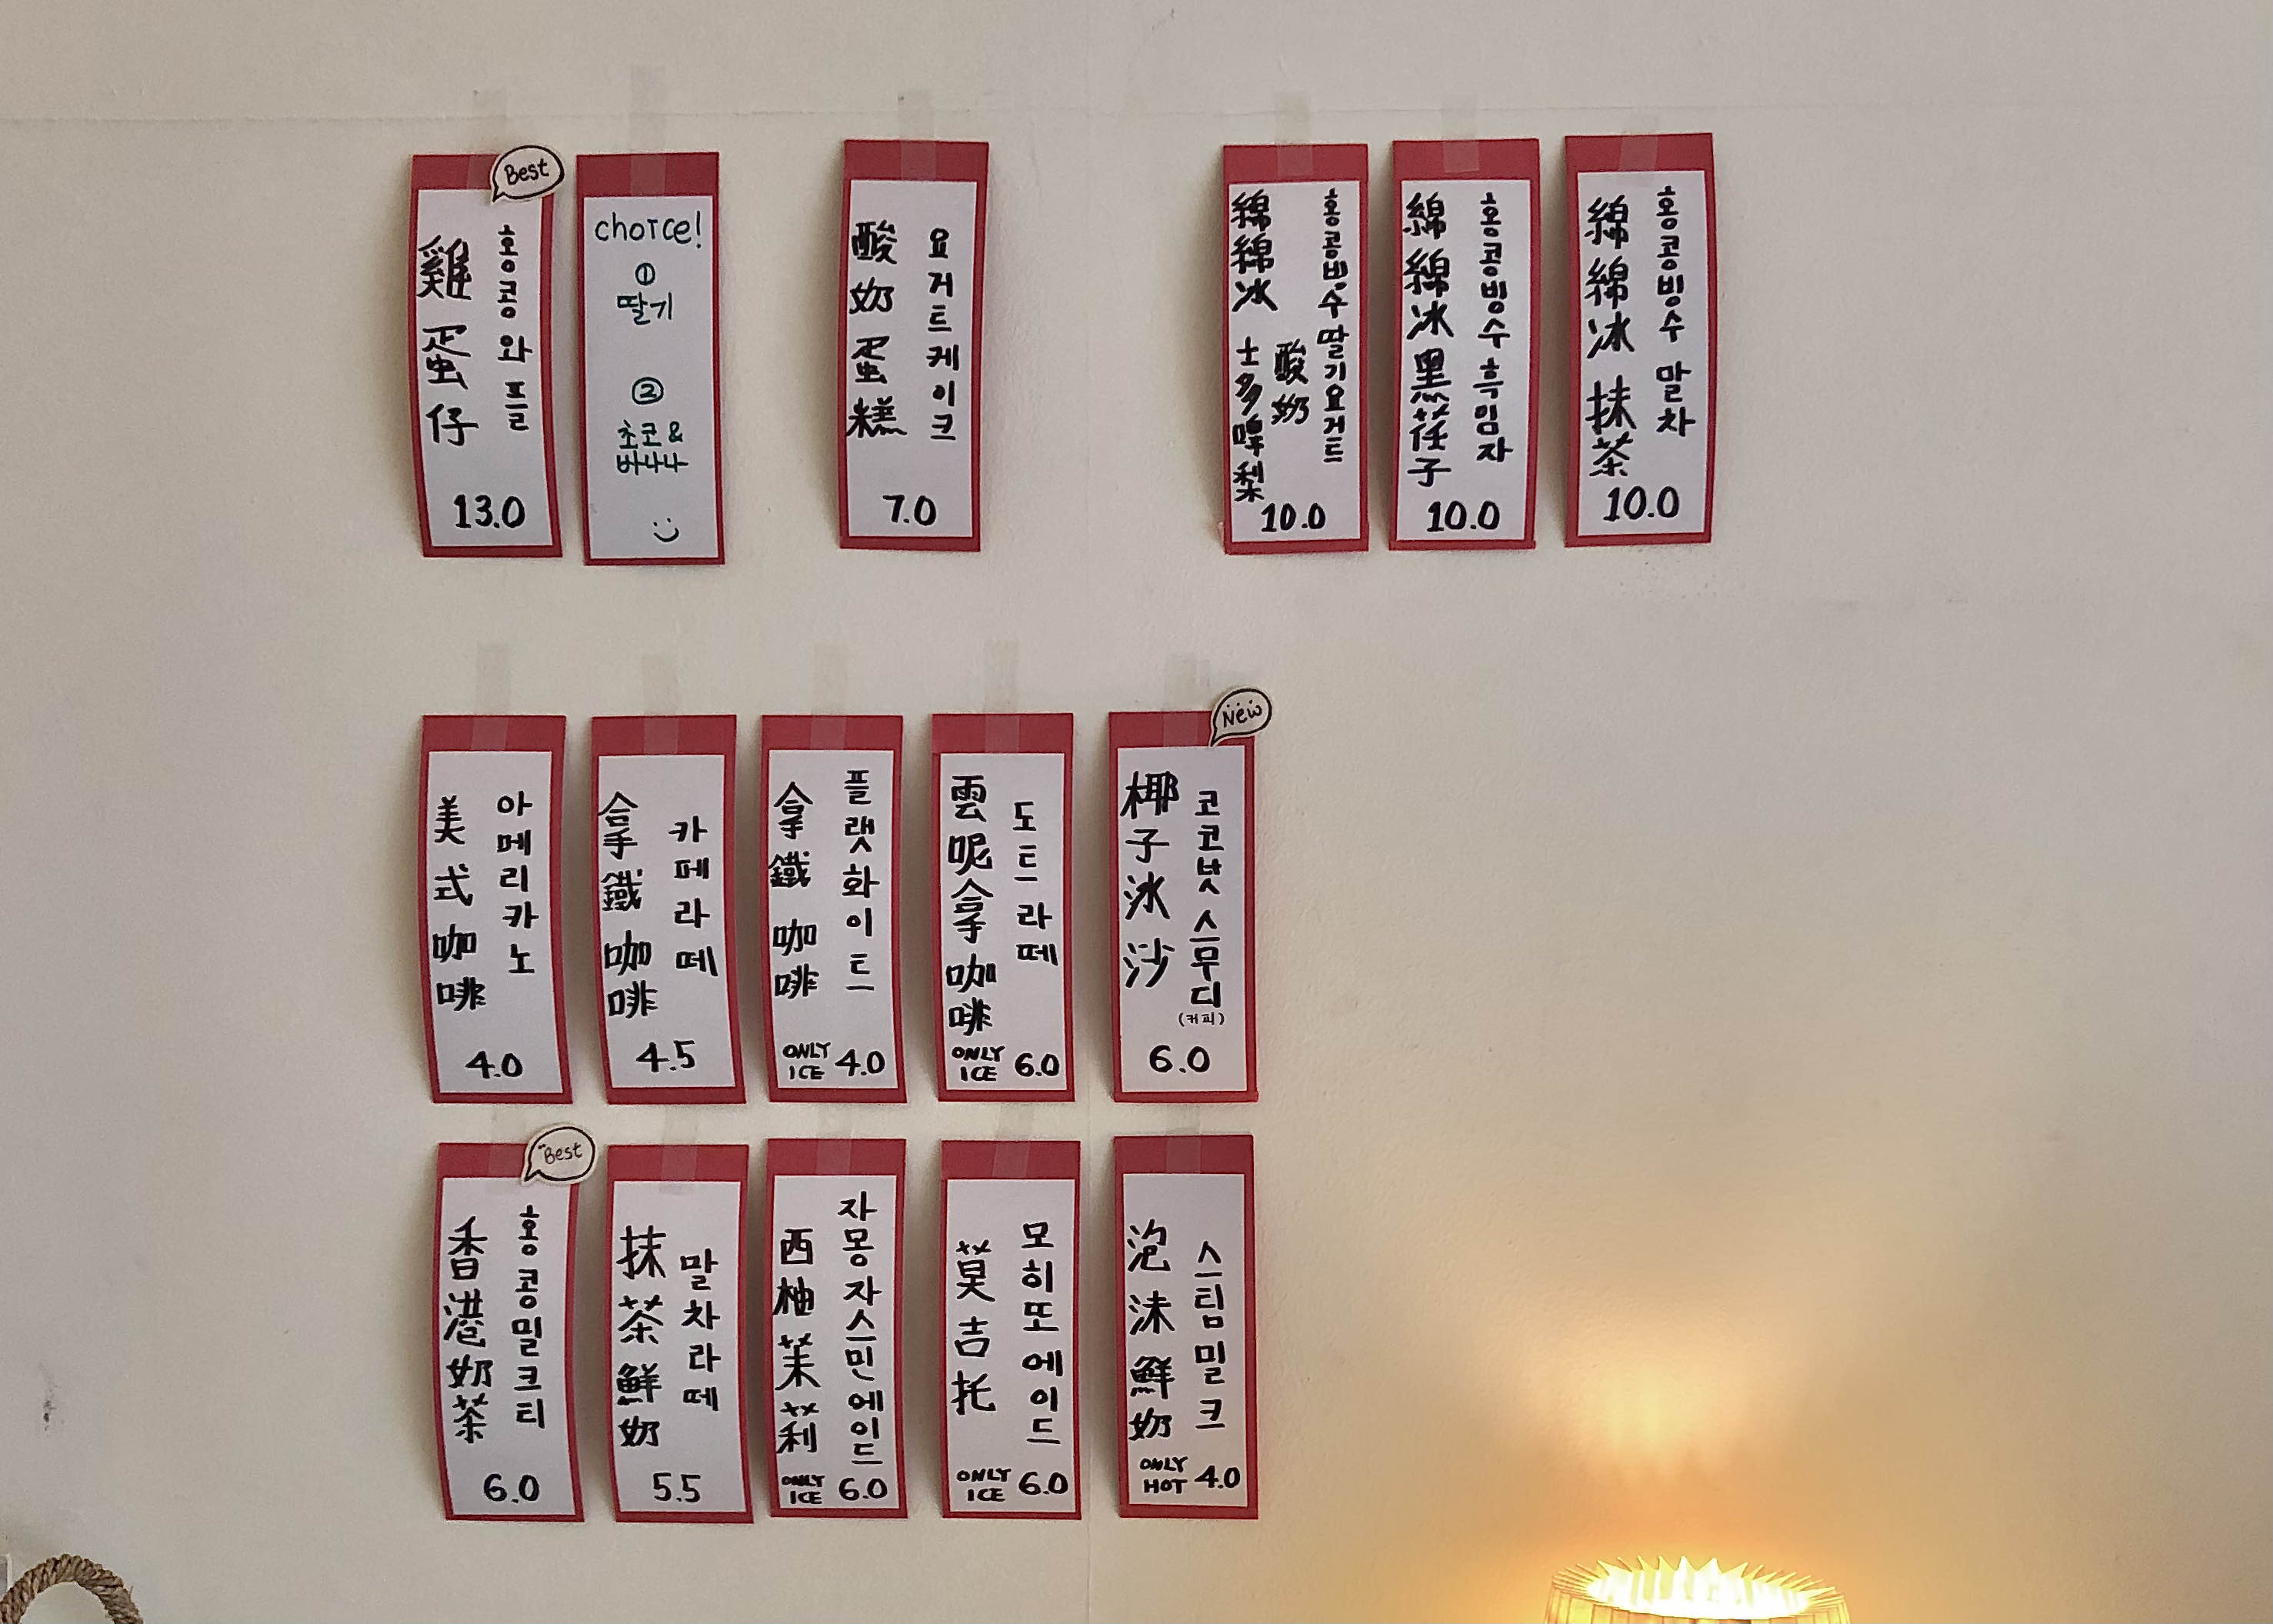 Best
雞蛋仔
홍콩와플
13.0
choice!
①
딸기
②
초코&
바나나
酸奶蛋糕
요거트케이크
7.0
綿綿冰 士多啤梨
酸奶
홍콩빙수 딸기요거트
10.0
綿綿冰黑荏子
홍콩빙수 흑임자
10.0
綿綿冰 抹茶
홍콩빙수 말차
10.0
美式咖啡
아메리카노
4.0
拿鐵咖啡
카페라떼
4.5
拿鐵咖啡
플랫화이트
ONLY
ICE
4.0
雲呢拿咖啡
도트라떼
ONLY
ICE
6.0
New
椰子冰沙
코코넛 스무디
(커피)
6.0
Best
香港奶茶
홍콩밀크티
6.0
抹茶鮮奶
말차라떼
5.5
西柚茉莉
자몽자스민에이드
ONLY
ICE
6.0
莫吉托
모히또에이드
ONLY
ICE
6.0
泡沫鮮奶
스팀밀크
ONLY
HOT
4.0